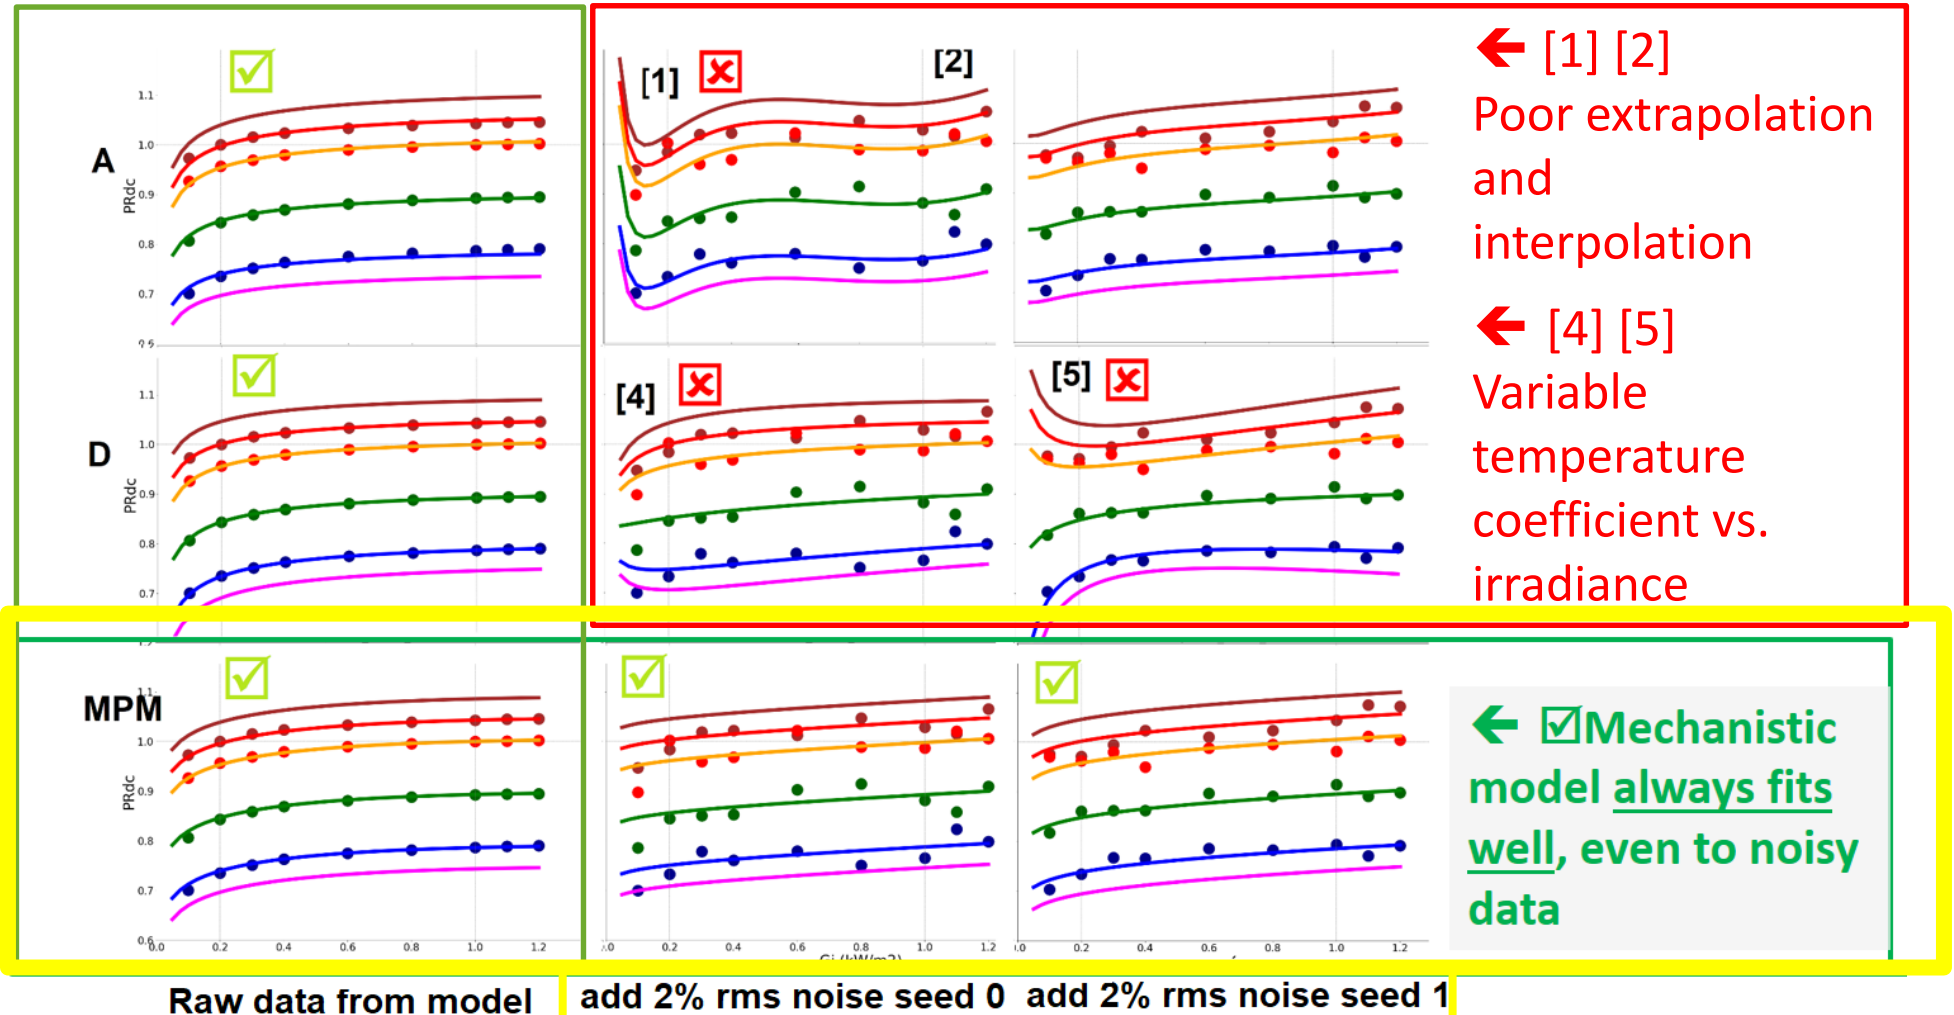 [1]
[2]
🡸 [1] [2]
Poor extrapolation
and
interpolation
A
PRdc
1.1
1.0
0.9
0.8
0.7
🡸 [4] [5]
Variable
temperature
coefficient vs.
irradiance
[4]
[5]
D
PRdc
1.1
1.0
0.9
0.8
0.7
MPM
PRdc
1.1
1.0
0.9
0.8
0.7
0.6
0.0 0.2 0.4 0.6 0.8 1.0 1.2
0.2 0.4 0.6 0.8 1.0 1.2
0.2 0.4 0.6 0.8 1.0 1.2
🡸 ☑Mechanistic
model always fits
well, even to noisy
data
Raw data from model
add 2% rms noise seed 0
add 2% rms noise seed 1